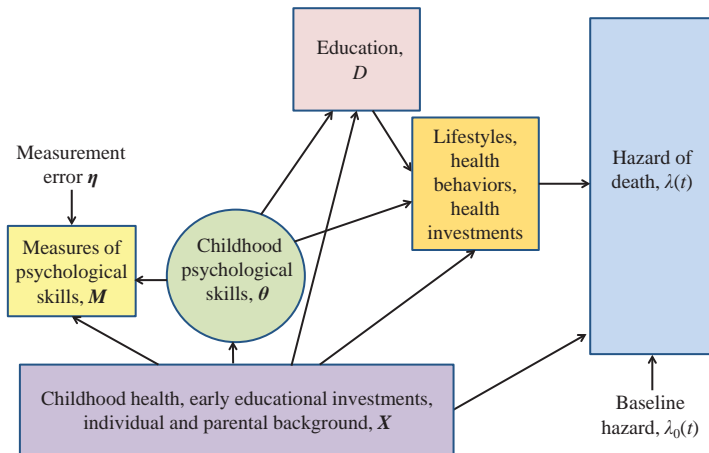 Education,
D
Lifestyles,
health
behaviors,
health
investments
Hazard of
death, λ(t)
Measurement
error η
Measures of
psychological
skills, M
Childhood
psychological
skills, θ
Childhood health, early educational investments,
individual and parental background, X
Baseline
hazard, λ₀(t)